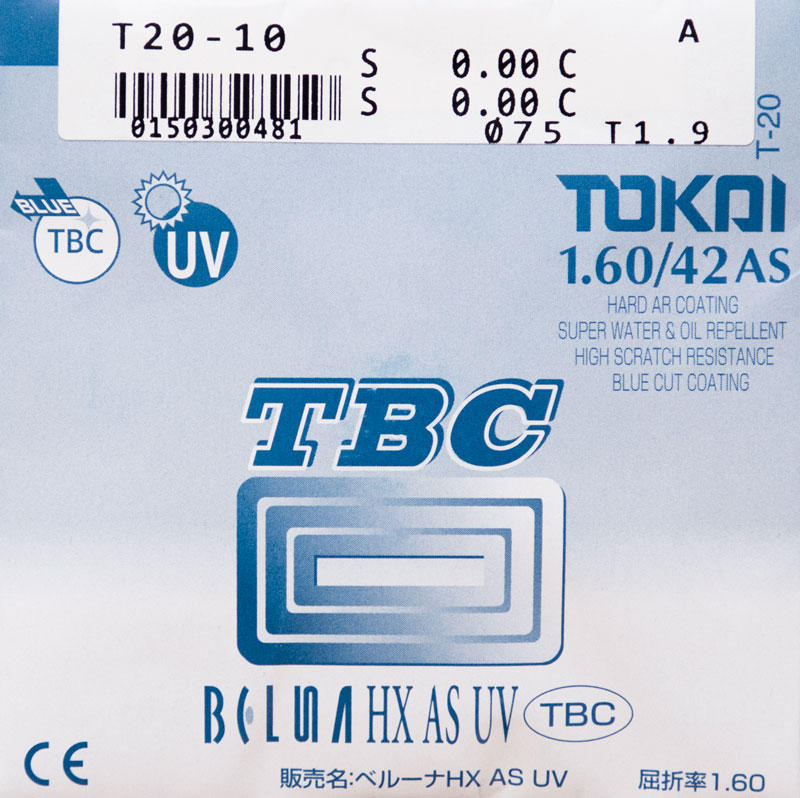 T20-10
A
S 0.00 C
S 0.00 C
0150300481
Ø75 T1.9
T-20
BLUE
TBC
UV
TOKAI
1.60/42 AS
HARD AR COATING
SUPER WATER & OIL REPELLENT
HIGH SCRATCH RESISTANCE
BLUE CUT COATING
TBC
BELUNA HX AS UV TBC
CE
販売名:ベルーナHX AS UV
屈折率1.60